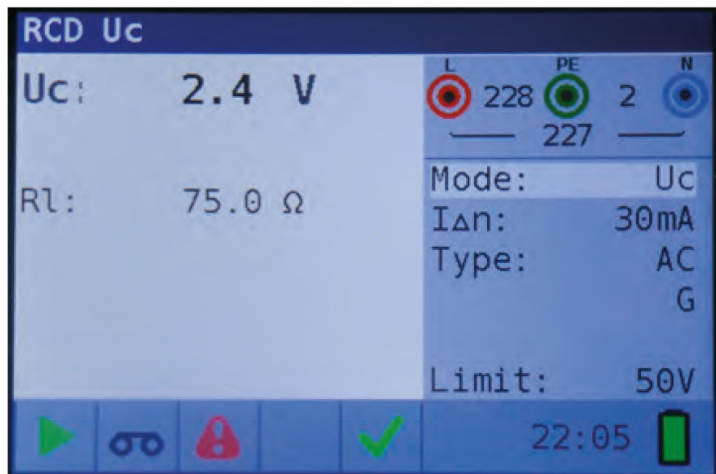 RCD Uc
Uc: 2.4 V
Rl: 75.0 Ω
L PE N
228 2
227
Mode: Uc
I∆n: 30mA
Type: AC
G
Limit: 50V
22:05